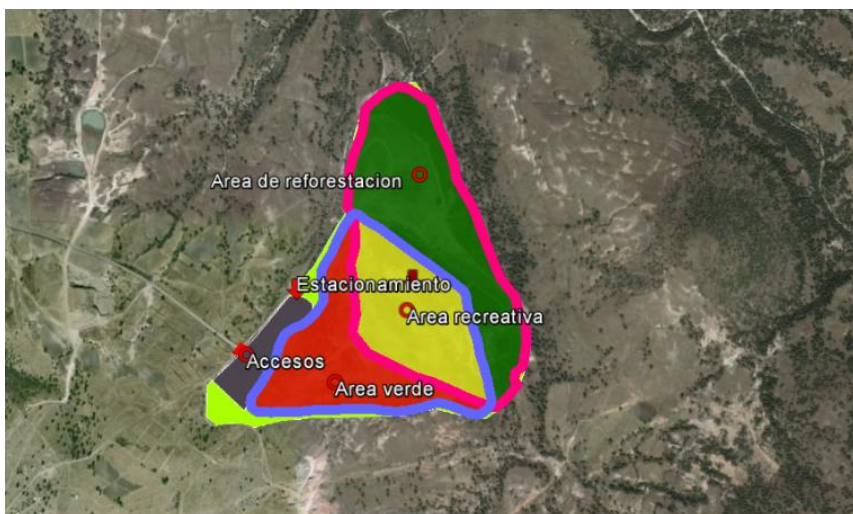 Area de reforestacion
Estacionamiento
Area recreativa
Accesos
Area verde